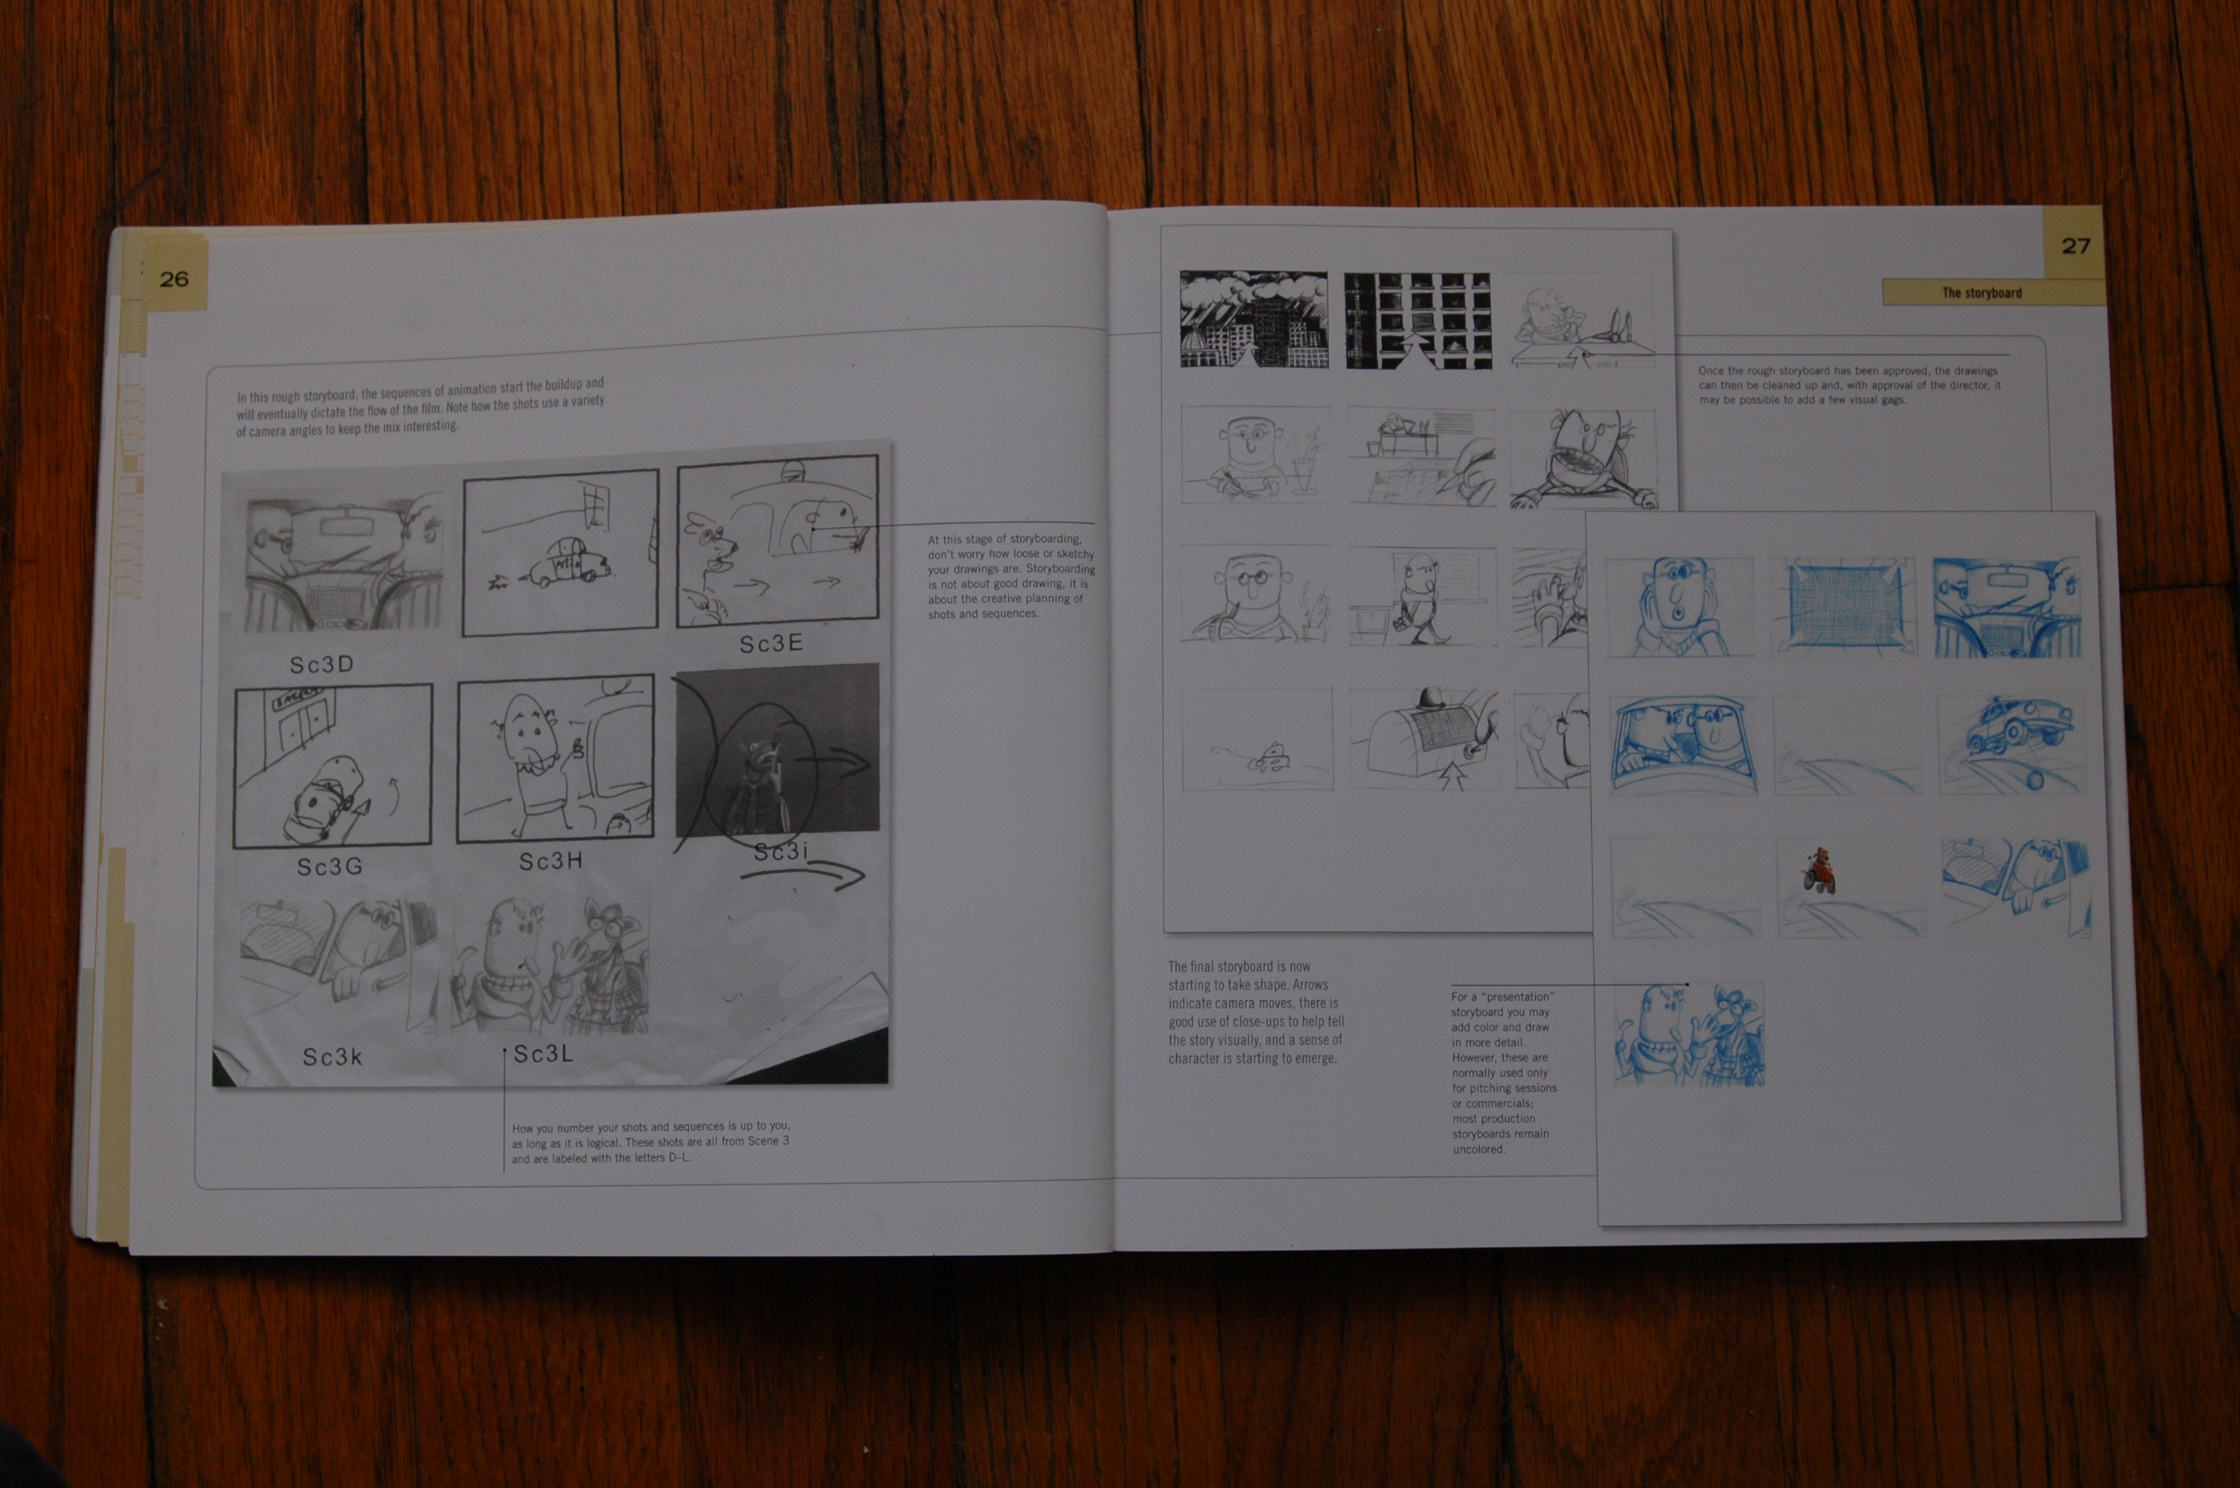 26
In this rough storyboard, the sequences of animation start the buildup and
will eventually dictate the flow of the film. Note how the shots use a variety
of camera angles to keep the mix interesting.
Sc3D
Sc3E
Sc3G
Sc3H
Sc3i
Sc3k
Sc3L
At this stage of storyboarding,
don't worry how loose or sketchy
your drawings are. Storyboarding
is not about good drawing, it is
about the creative planning of
shots and sequences.
How you number your shots and sequences is up to you,
as long as it is logical. These shots are all from Scene 3
and are labeled with the letters D–L.
27
The storyboard
Once the rough storyboard has been approved, the drawings
can then be cleaned up and, with approval of the director, it
may be possible to add a few visual gags.
The final storyboard is now
starting to take shape. Arrows
indicate camera moves, there is
good use of close-ups to help tell
the story visually, and a sense of
character is starting to emerge.
For a "presentation"
storyboard you may
add color and draw
in more detail.
However, these are
normally used only
for pitching sessions
or commercials;
most production
storyboards remain
uncolored.